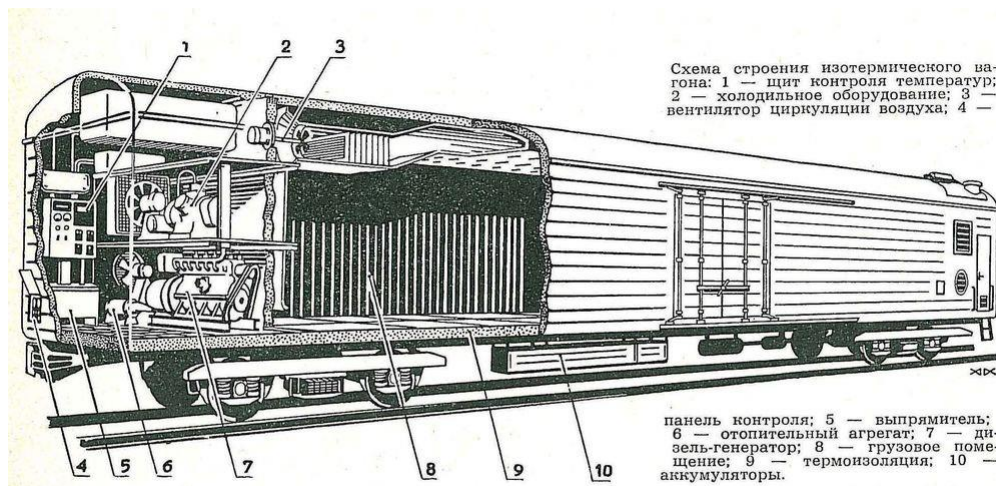 1 2 3
Схема строения изотермического ва-
гона: 1 — щит контроля температур;
2 — холодильное оборудование; 3 —
вентилятор циркуляции воздуха; 4 —
панель контроля; 5 — выпрямитель;
6 — отопительный агрегат; 7 — ди-
зель-генератор; 8 — грузовое поме-
щение; 9 — термоизоляция; 10 —
аккумуляторы.
4 5 6 7 8 9 10